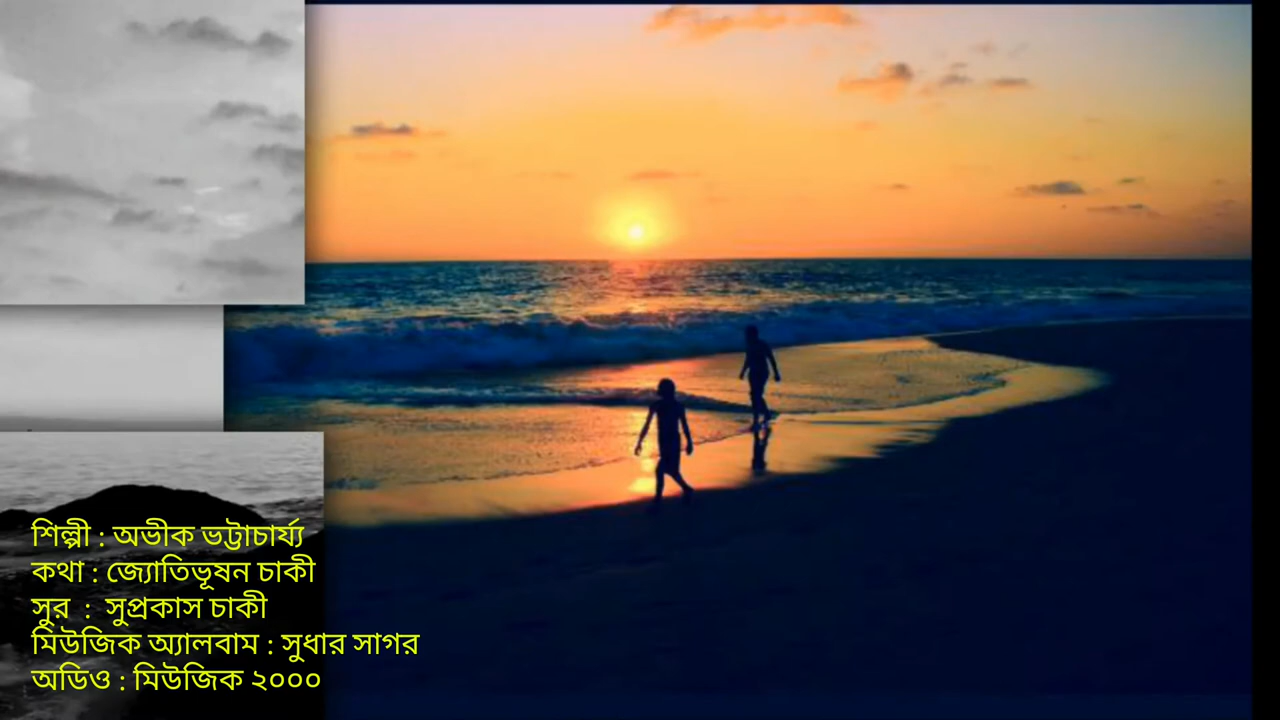 শিল্পী : অভীক ভট্টাচার্য্য
কথা : জ্যোতিভূষন চাকী
সুর : সুপ্রকাস চাকী
মিউজিক অ্যালবাম : সুধার সাগর
অডিও : মিউজিক ২০০০